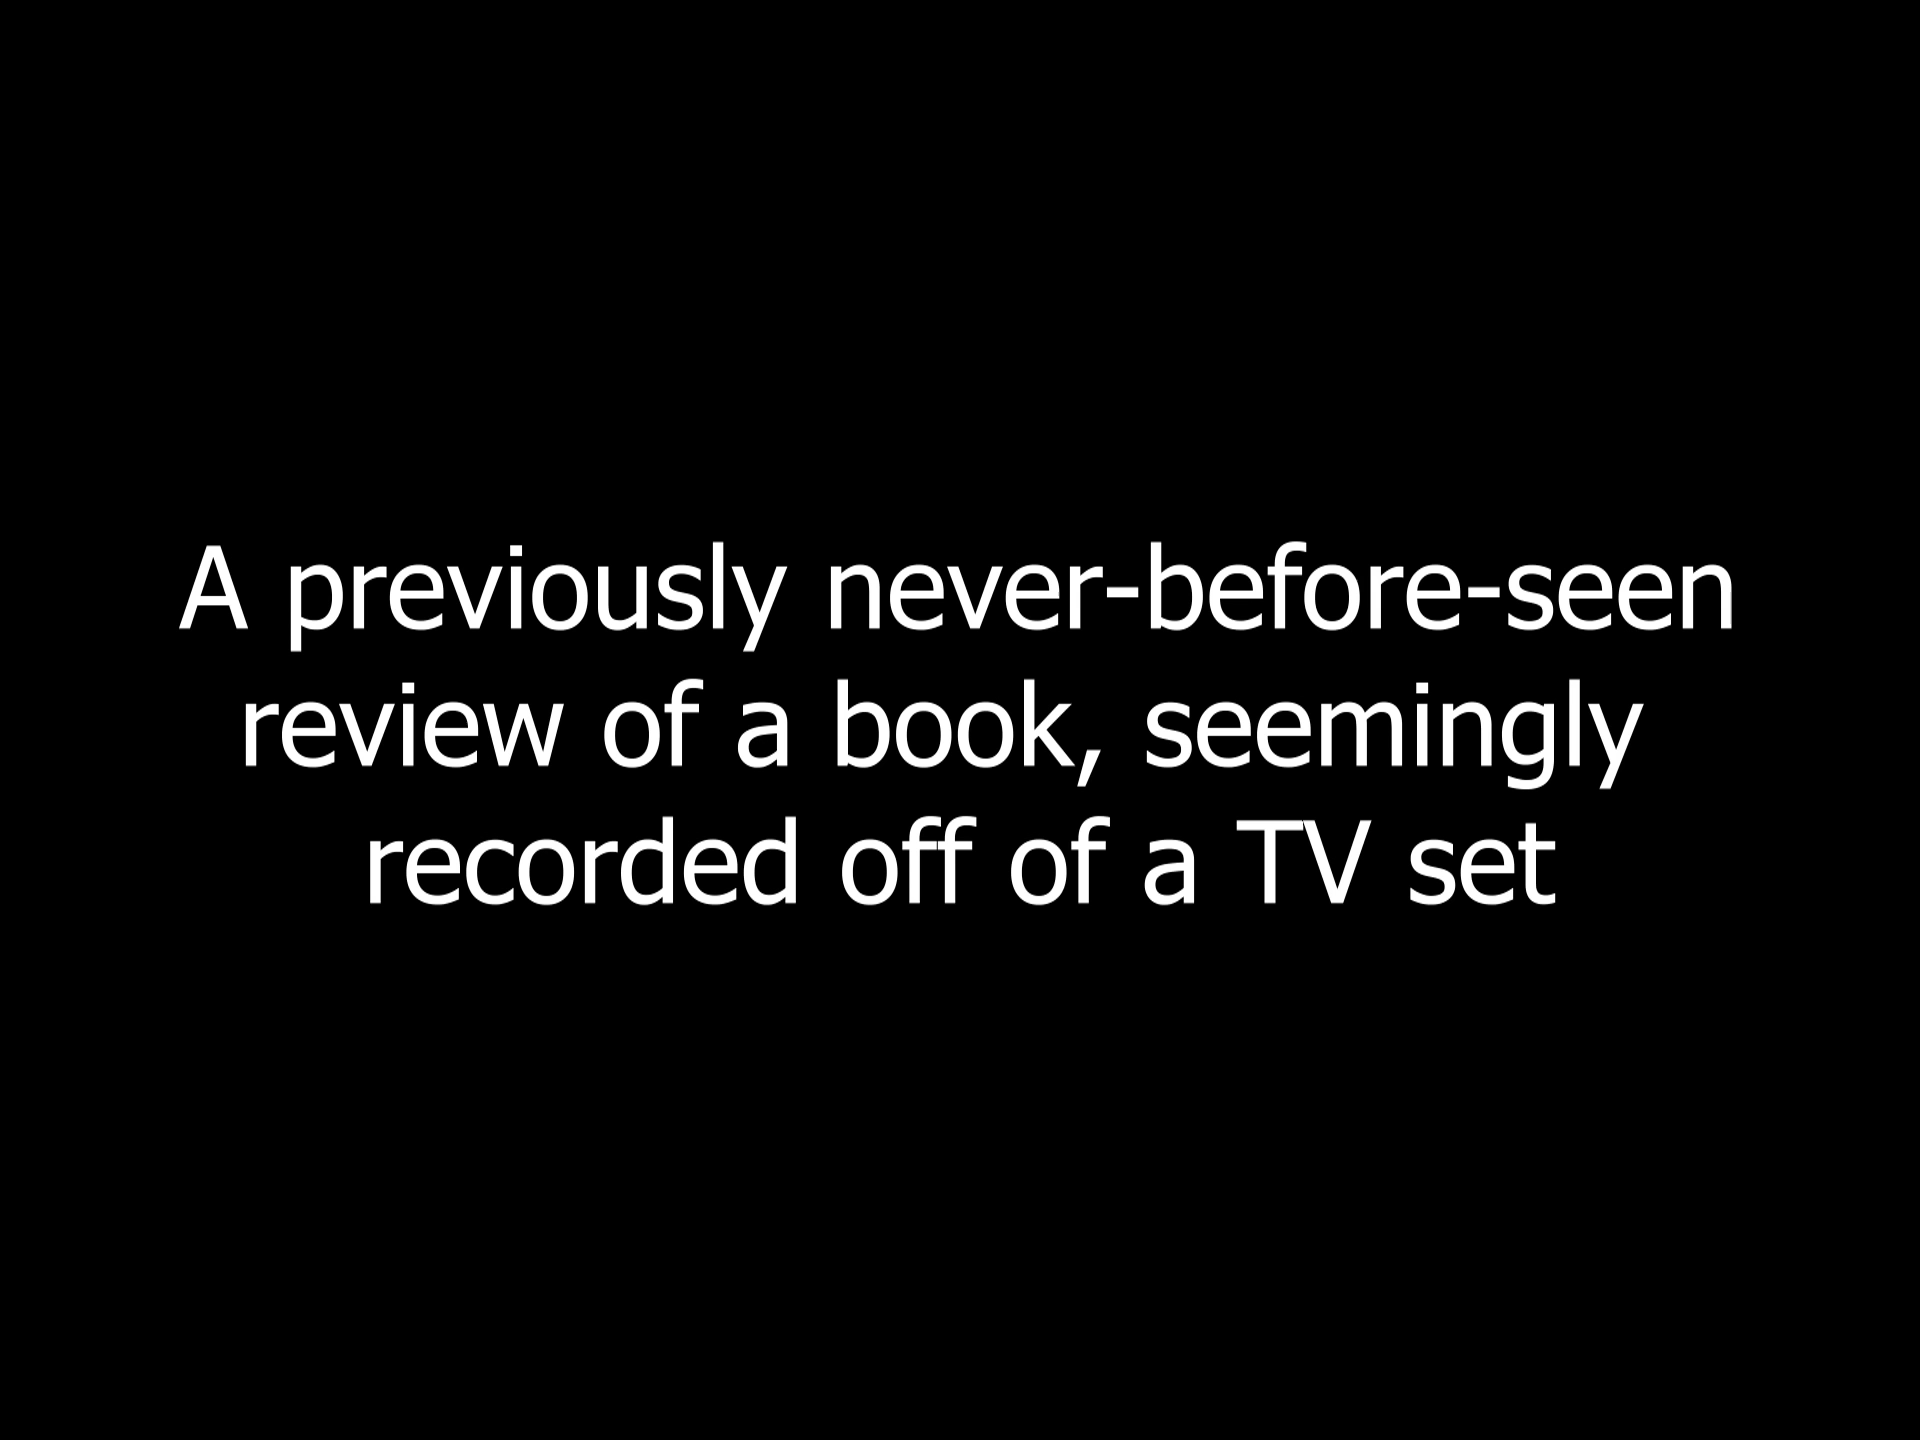 A previously never-before-seen
review of a book, seemingly
recorded off of a TV set